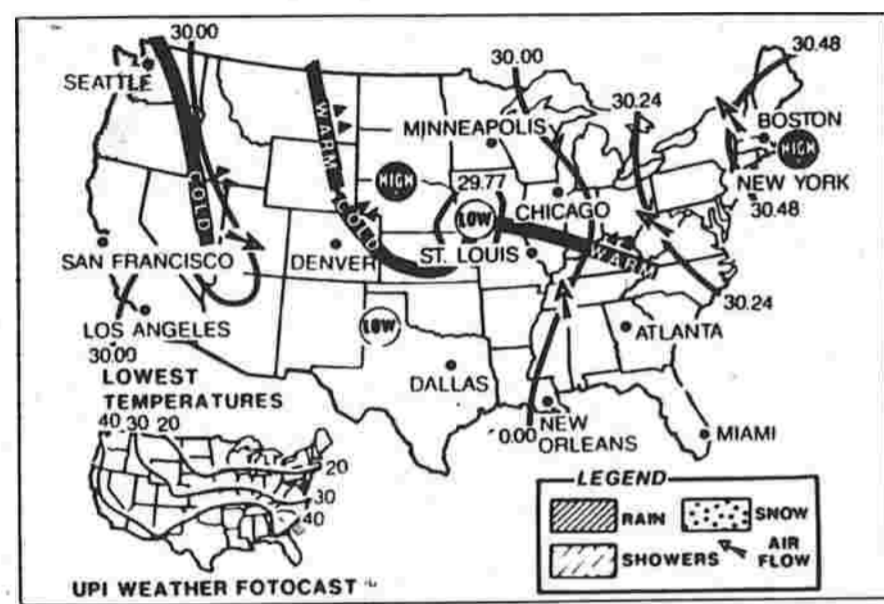 30.00
30.00
30.48
SEATTLE
30.24
WARM
MINNEAPOLIS
BOSTON
HIGH
HIGH
COLD
29.77
NEW YORK
LOW
CHICAGO
30.48
COLD
SAN FRANCISCO
DENVER
ST. LOUIS
WARM
30.24
LOS ANGELES
LOW
ATLANTA
30.00
DALLAS
LOWEST
TEMPERATURES
0.00
NEW
ORLEANS
MIAMI
40 30 20
20
30
40
LEGEND
RAIN
SNOW
SHOWERS
AIR
FLOW
UPI WEATHER FOTOCAST